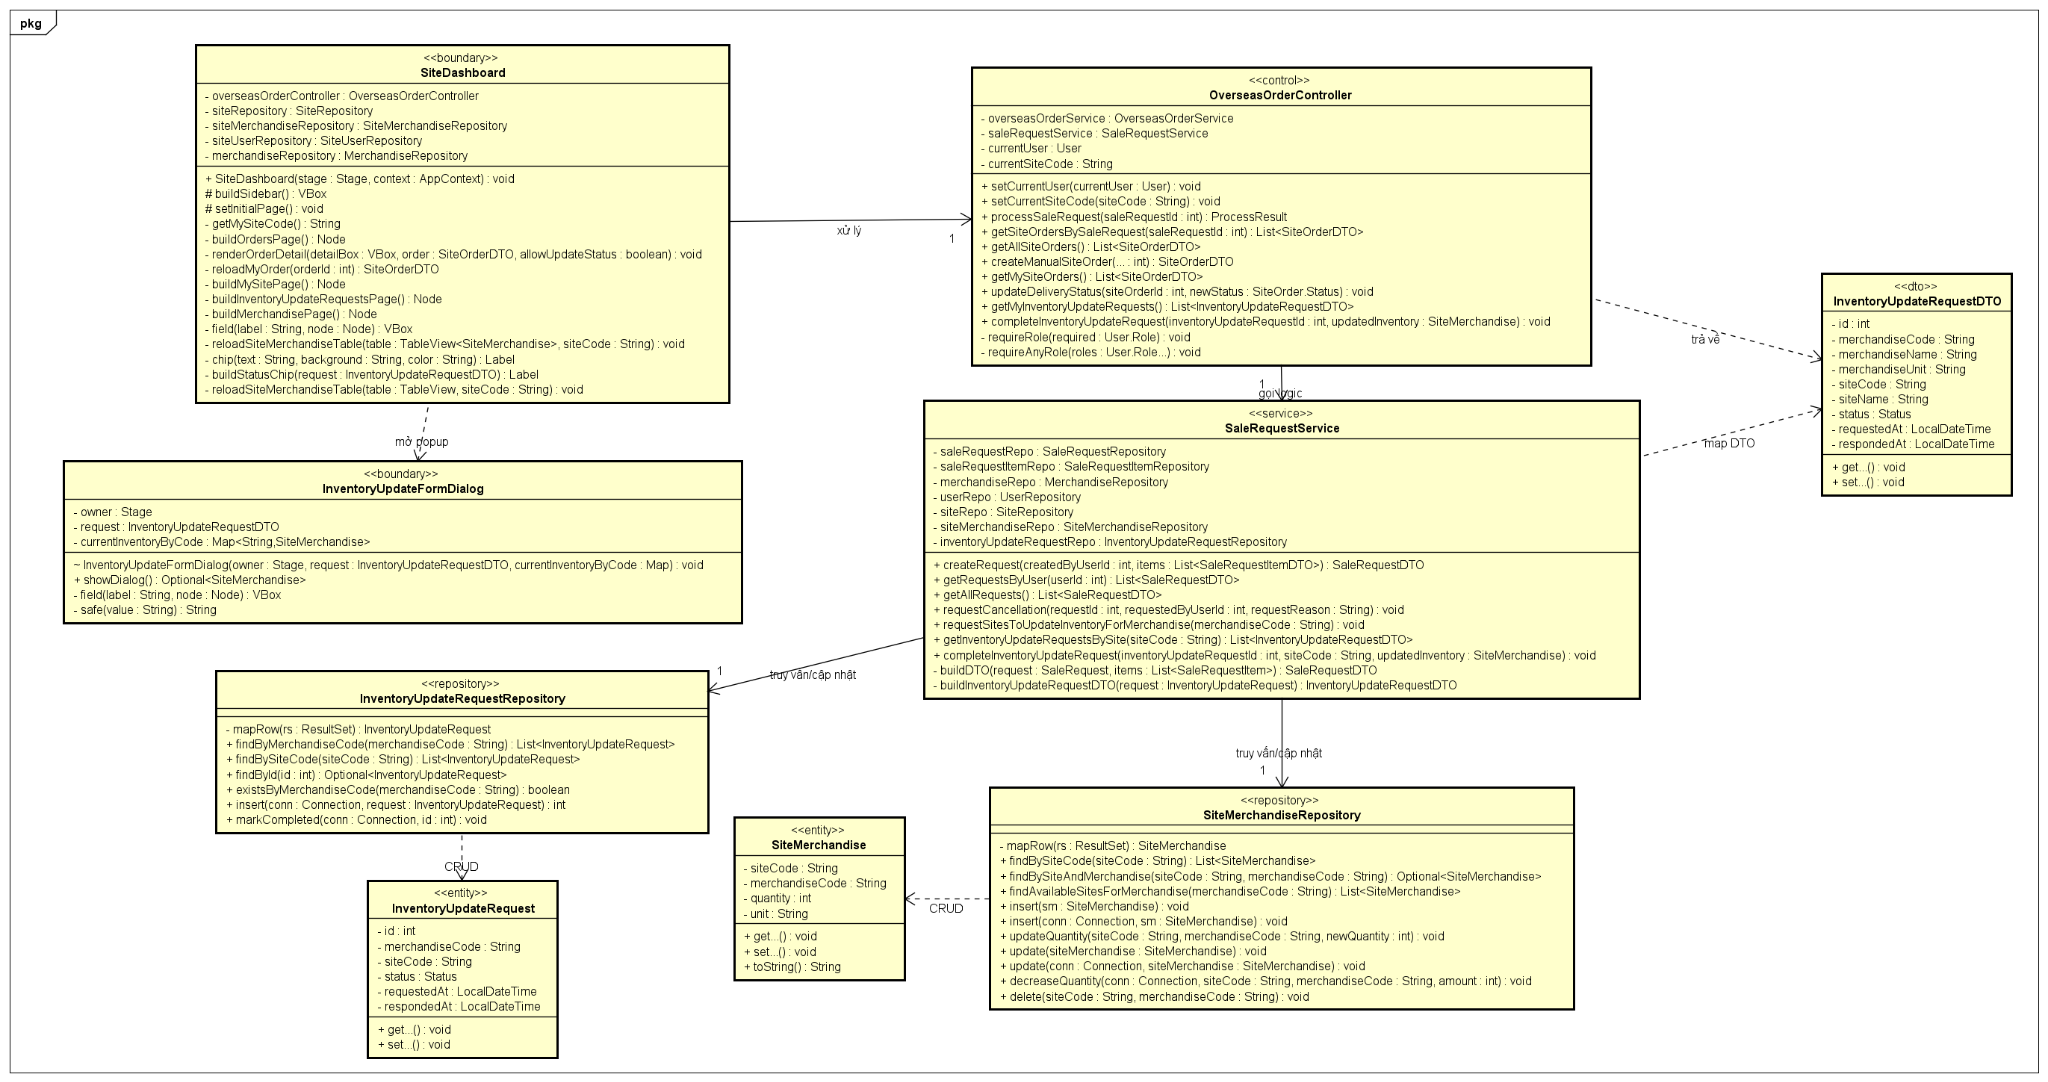 pkg
<<boundary>>
SiteDashboard
- overseasOrderController : OverseasOrderController
- siteRepository : SiteRepository
- siteMerchandiseRepository : SiteMerchandiseRepository
- siteUserRepository : SiteUserRepository
- merchandiseRepository : MerchandiseRepository
+ SiteDashboard(stage : Stage, context : AppContext) : void
# buildSidebar() : VBox
# setInitialPage() : void
- getMySiteCode() : String
- buildOrdersPage() : Node
- renderOrderDetail(detailBox : VBox, order : SiteOrderDTO, allowUpdateStatus : boolean) : void
- reloadMyOrder(orderId : int) : SiteOrderDTO
- buildMySitePage() : Node
- buildInventoryUpdateRequestsPage() : Node
- buildMerchandisePage() : Node
- field(label : String, node : Node) : VBox
- reloadSiteMerchandiseTable(table : TableView<SiteMerchandise>, siteCode : String) : void
- chip(text : String, background : String, color : String) : Label
- buildStatusChip(request : InventoryUpdateRequestDTO) : Label
- reloadSiteMerchandiseTable(table : TableView, siteCode : String) : void
xử lý
1
<<control>>
OverseasOrderController
- overseasOrderService : OverseasOrderService
- saleRequestService : SaleRequestService
- currentUser : User
- currentSiteCode : String
+ setCurrentUser(currentUser : User) : void
+ setCurrentSiteCode(siteCode : String) : void
+ processSaleRequest(saleRequestId : int) : ProcessResult
+ getSiteOrdersBySaleRequest(saleRequestId : int) : List<SiteOrderDTO>
+ getAllSiteOrders() : List<SiteOrderDTO>
+ createManualSiteOrder(... : int) : SiteOrderDTO
+ getMySiteOrders() : List<SiteOrderDTO>
+ updateDeliveryStatus(siteOrderId : int, newStatus : SiteOrder.Status) : void
+ getMyInventoryUpdateRequests() : List<InventoryUpdateRequestDTO>
+ completeInventoryUpdateRequest(inventoryUpdateRequestId : int, updatedInventory : SiteMerchandise) : void
- requireRole(required : User.Role) : void
- requireAnyRole(roles : User.Role...) : void
trả về
<<dto>>
InventoryUpdateRequestDTO
- id : int
- merchandiseCode : String
- merchandiseName : String
- merchandiseUnit : String
- siteCode : String
- siteName : String
- status : Status
- requestedAt : LocalDateTime
- respondedAt : LocalDateTime
+ get...() : void
+ set...() : void
1
gọi logic
map DTO
mở popup
<<boundary>>
InventoryUpdateFormDialog
- owner : Stage
- request : InventoryUpdateRequestDTO
- currentInventoryByCode : Map<String,SiteMerchandise>
~ InventoryUpdateFormDialog(owner : Stage, request : InventoryUpdateRequestDTO, currentInventoryByCode : Map) : void
+ showDialog() : Optional<SiteMerchandise>
- field(label : String, node : Node) : VBox
- safe(value : String) : String
<<service>>
SaleRequestService
- saleRequestRepo : SaleRequestRepository
- saleRequestItemRepo : SaleRequestItemRepository
- merchandiseRepo : MerchandiseRepository
- userRepo : UserRepository
- siteRepo : SiteRepository
- siteMerchandiseRepo : SiteMerchandiseRepository
- inventoryUpdateRequestRepo : InventoryUpdateRequestRepository
+ createRequest(createdByUserId : int, items : List<SaleRequestItemDTO>) : SaleRequestDTO
+ getRequestsByUser(userId : int) : List<SaleRequestDTO>
+ getAllRequests() : List<SaleRequestDTO>
+ requestCancellation(requestId : int, requestedByUserId : int, requestReason : String) : void
+ requestSitesToUpdateInventoryForMerchandise(merchandiseCode : String) : void
+ getInventoryUpdateRequestsBySite(siteCode : String) : List<InventoryUpdateRequestDTO>
+ completeInventoryUpdateRequest(inventoryUpdateRequestId : int, siteCode : String, updatedInventory : SiteMerchandise) : void
- buildDTO(request : SaleRequest, items : List<SaleRequestItem>) : SaleRequestDTO
- buildInventoryUpdateRequestDTO(request : InventoryUpdateRequest) : InventoryUpdateRequestDTO
1
truy vấn/cập nhật
<<repository>>
InventoryUpdateRequestRepository
- mapRow(rs : ResultSet) : InventoryUpdateRequest
+ findByMerchandiseCode(merchandiseCode : String) : List<InventoryUpdateRequest>
+ findBySiteCode(siteCode : String) : List<InventoryUpdateRequest>
+ findById(id : int) : Optional<InventoryUpdateRequest>
+ existsByMerchandiseCode(merchandiseCode : String) : boolean
+ insert(conn : Connection, request : InventoryUpdateRequest) : int
+ markCompleted(conn : Connection, id : int) : void
truy vấn/cập nhật
1
CRUD
<<entity>>
InventoryUpdateRequest
- id : int
- merchandiseCode : String
- siteCode : String
- status : Status
- requestedAt : LocalDateTime
- respondedAt : LocalDateTime
+ get...() : void
+ set...() : void
<<entity>>
SiteMerchandise
- siteCode : String
- merchandiseCode : String
- quantity : int
- unit : String
+ get...() : void
+ set...() : void
+ toString() : String
CRUD
<<repository>>
SiteMerchandiseRepository
- mapRow(rs : ResultSet) : SiteMerchandise
+ findBySiteCode(siteCode : String) : List<SiteMerchandise>
+ findBySiteAndMerchandise(siteCode : String, merchandiseCode : String) : Optional<SiteMerchandise>
+ findAvailableSitesForMerchandise(merchandiseCode : String) : List<SiteMerchandise>
+ insert(sm : SiteMerchandise) : void
+ insert(conn : Connection, sm : SiteMerchandise) : void
+ updateQuantity(siteCode : String, merchandiseCode : String, newQuantity : int) : void
+ update(siteMerchandise : SiteMerchandise) : void
+ update(conn : Connection, siteMerchandise : SiteMerchandise) : void
+ decreaseQuantity(conn : Connection, siteCode : String, merchandiseCode : String, amount : int) : void
+ delete(siteCode : String, merchandiseCode : String) : void